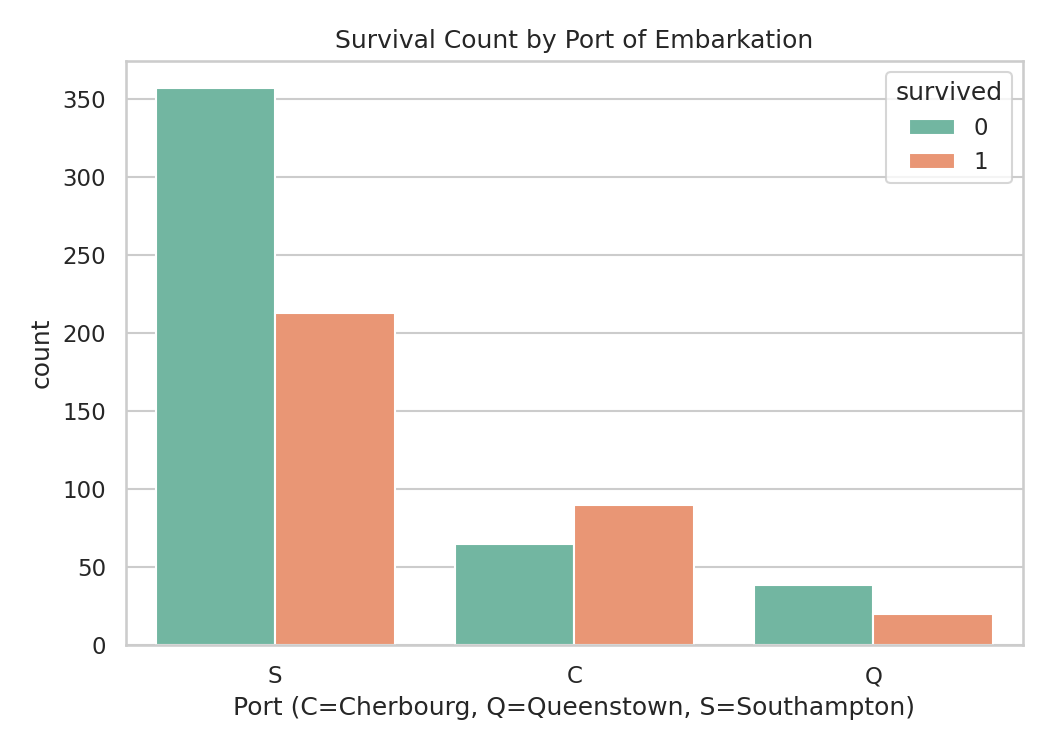 Survival Count by Port of Embarkation
survived
0
1
count
350
300
250
200
150
100
50
0
S
C
Q
Port (C=Cherbourg, Q=Queenstown, S=Southampton)